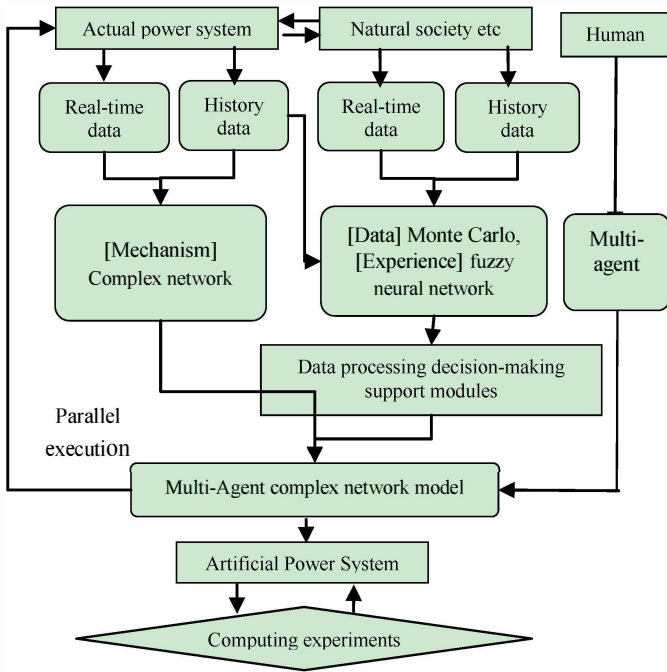 Actual power system
Natural society etc
Human
Real-time
data
History
data
Real-time
data
History
data
[Mechanism]
Complex network
[Data] Monte Carlo,
[Experience] fuzzy
neural network
Multi-
agent
Data processing decision-making
support modules
Parallel
execution
Multi-Agent complex network model
Artificial Power System
Computing experiments